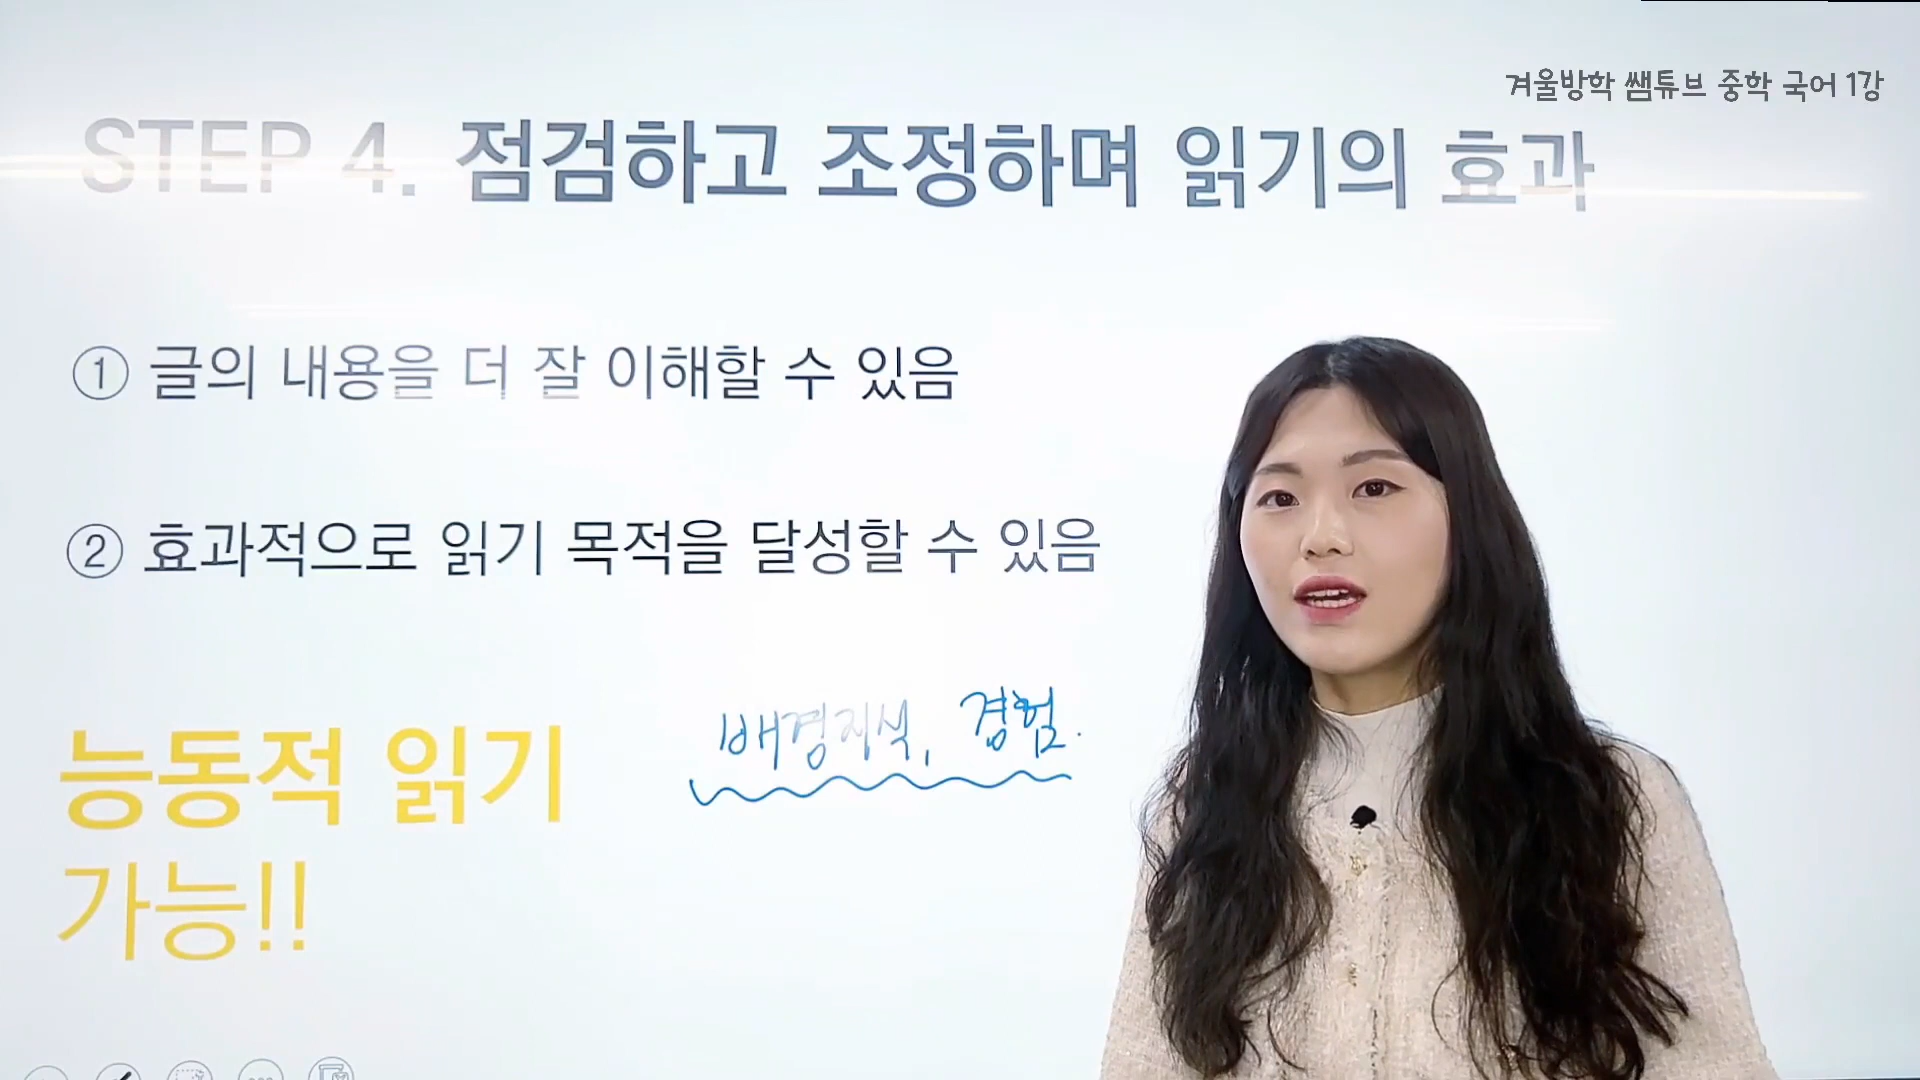 겨울방학 쌤튜브 중학 국어 1강
STEP 4. 점검하고 조정하며 읽기의 효과
① 글의 내용을 더 잘 이해할 수 있음
② 효과적으로 읽기 목적을 달성할 수 있음
배경지식, 경험.
능동적 읽기
가능!!